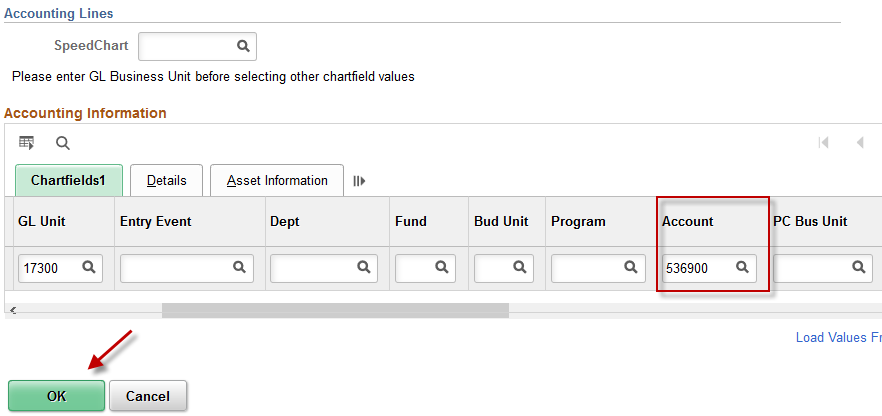 Accounting Lines
SpeedChart
Please enter GL Business Unit before selecting other chartfield values
Accounting Information
Chartfields1 Details Asset Information
GL Unit Entry Event Dept Fund Bud Unit Program Account PC Bus Unit
17300 536900
Load Values Fr
OK Cancel